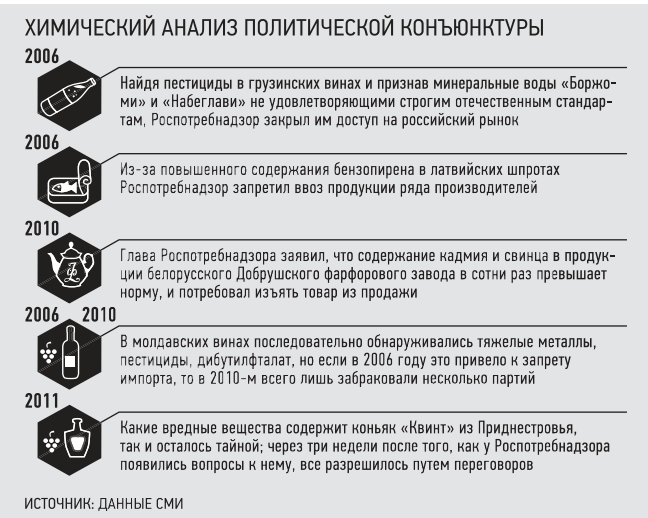 ХИМИЧЕСКИЙ АНАЛИЗ ПОЛИТИЧЕСКОЙ КОНЪЮНКТУРЫ
2006
Найдя пестициды в грузинских винах и признав минеральные воды «Боржо-
ми» и «Набеглави» не удовлетворяющими строгим отечественным стандар-
там, Роспотребнадзор закрыл им доступ на российский рынок
2006
Из-за повышенного содержания бензопирена в латвийских шпротах
Роспотребнадзор запретил ввоз продукции ряда производителей
2010
Глава Роспотребнадзора заявил, что содержание кадмия и свинца в продук-
ции белорусского Добрушского фарфорового завода в сотни раз превышает
норму, и потребовал изъять товар из продажи
2006 2010
В молдавских винах последовательно обнаруживались тяжелые металлы,
пестициды, дибутилфталат, но если в 2006 году это привело к запрету
импорта, то в 2010-м всего лишь забраковали несколько партий
2011
Какие вредные вещества содержит коньяк «Квинт» из Приднестровья,
так и осталось тайной; через три недели после того, как у Роспотребнадзора
появились вопросы к нему, все разрешилось путем переговоров
ИСТОЧНИК: ДАННЫЕ СМИ